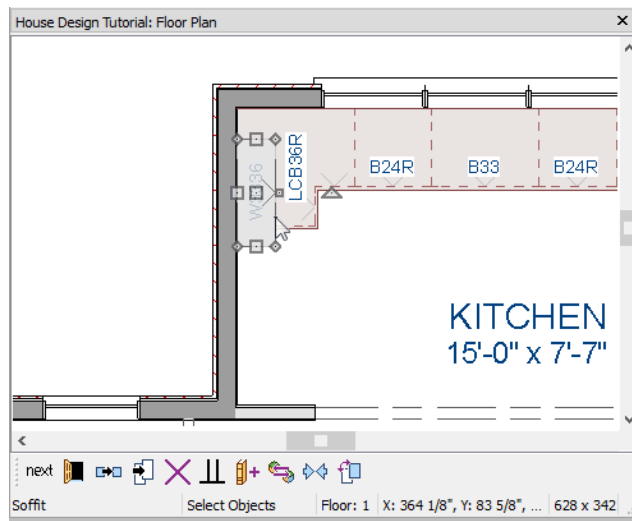 House Design Tutorial: Floor Plan
LCB36R
B24R
B33
B24R
KITCHEN
15'-0" x 7'-7"
next
Soffit
Select Objects
Floor: 1
X: 364 1/8", Y: 83 5/8", ...
628 x 342